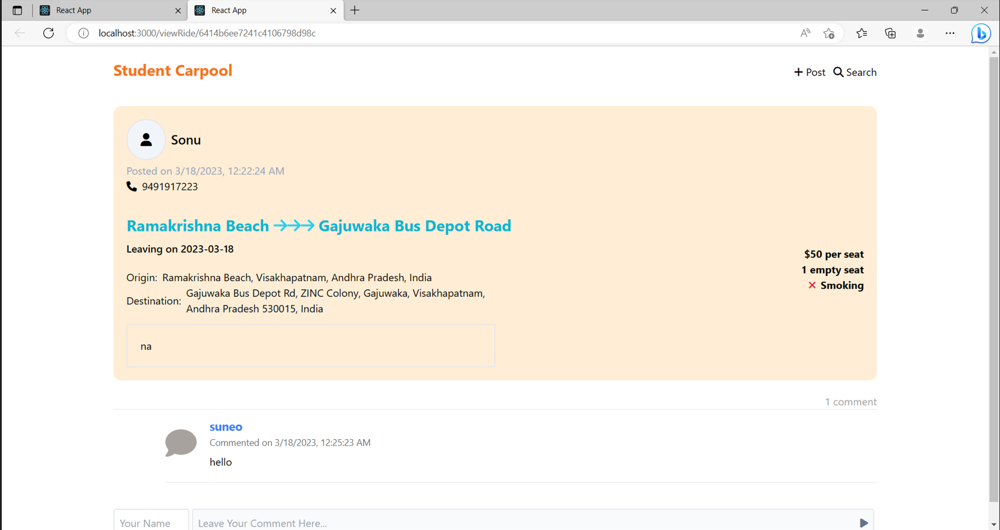 React App
React App
localhost:3000/viewRide/6414b6ee7241c4106798d98c
Student Carpool
Post
Search
Sonu
Posted on 3/18/2023, 12:22:24 AM
9491917223
Ramakrishna Beach →→→ Gajuwaka Bus Depot Road
Leaving on 2023-03-18
$50 per seat
1 empty seat
Smoking
Origin: Ramakrishna Beach, Visakhapatnam, Andhra Pradesh, India
Destination: Gajuwaka Bus Depot Rd, ZINC Colony, Gajuwaka, Visakhapatnam,
Andhra Pradesh 530015, India
na
1 comment
suneo
Commented on 3/18/2023, 12:25:23 AM
hello
Your Name
Leave Your Comment Here...